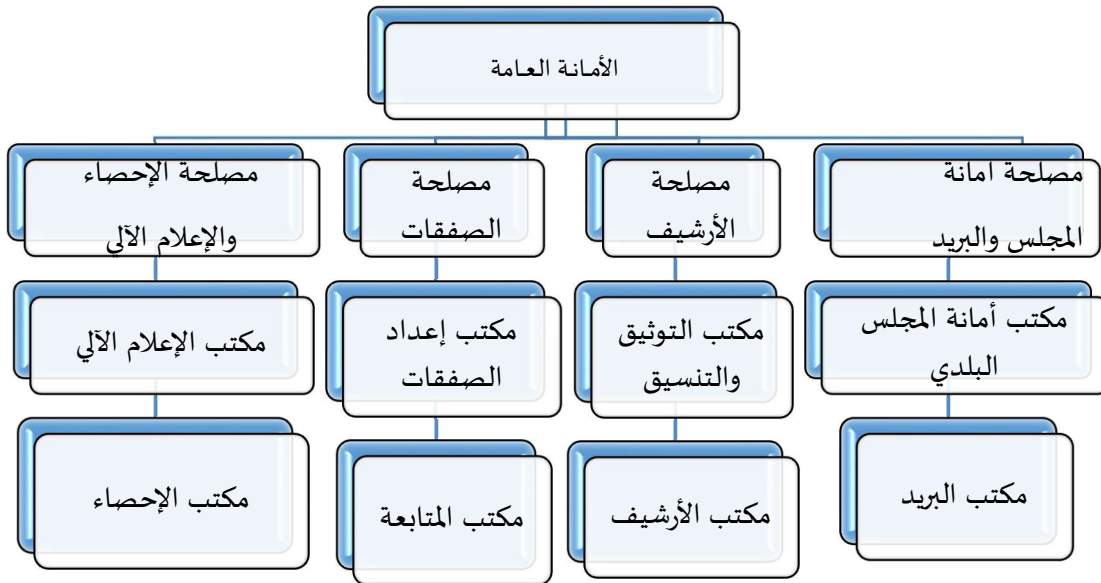 الأمانة العامة
مصلحة امانة
المجلس والبريد
مصلحة
الأرشيف
مصلحة
الصفقات
مصلحة الإحصاء
والإعلام الآلي
مكتب أمانة المجلس
البلدي
مكتب التوثيق
والتنسيق
مكتب إعداد
الصفقات
مكتب الإعلام الآلي
مكتب البريد
مكتب الأرشيف
مكتب المتابعة
مكتب الإحصاء